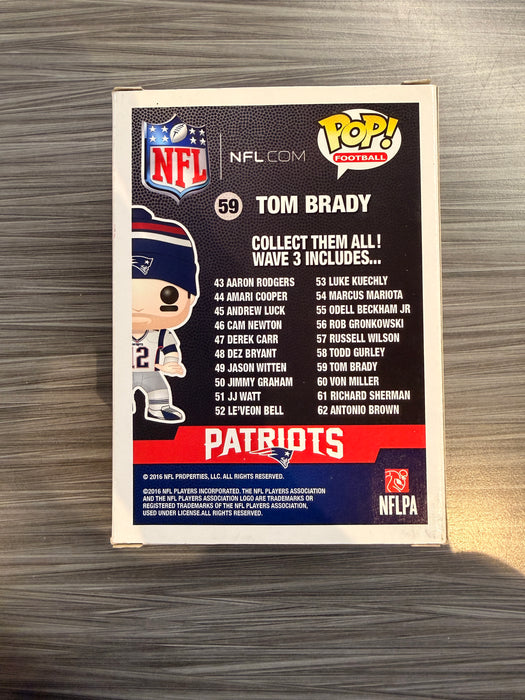 NFL
NFL.COM
POP!
FOOTBALL
59 TOM BRADY
COLLECT THEM ALL!
WAVE 3 INCLUDES...
43 AARON RODGERS
44 AMARI COOPER
45 ANDREW LUCK
46 CAM NEWTON
47 DEREK CARR
48 DEZ BRYANT
49 JASON WITTEN
50 JIMMY GRAHAM
51 JJ WATT
52 LE'VEON BELL
53 LUKE KUECHLY
54 MARCUS MARIOTA
55 ODELL BECKHAM JR
56 ROB GRONKOWSKI
57 RUSSELL WILSON
58 TODD GURLEY
59 TOM BRADY
60 VON MILLER
61 RICHARD SHERMAN
62 ANTONIO BROWN
12
PATRIOTS
© 2016 NFL PROPERTIES, LLC. ALL RIGHTS RESERVED.
©2016 NFL PLAYERS INCORPORATED. THE NFL PLAYERS ASSOCIATION
AND THE NFL PLAYERS ASSOCIATION LOGO ARE TRADEMARKS OR
REGISTERED TRADEMARKS OF THE NFL PLAYERS ASSOCIATION,
USED UNDER LICENSE.ALL RIGHTS RESERVED.
NFLPA